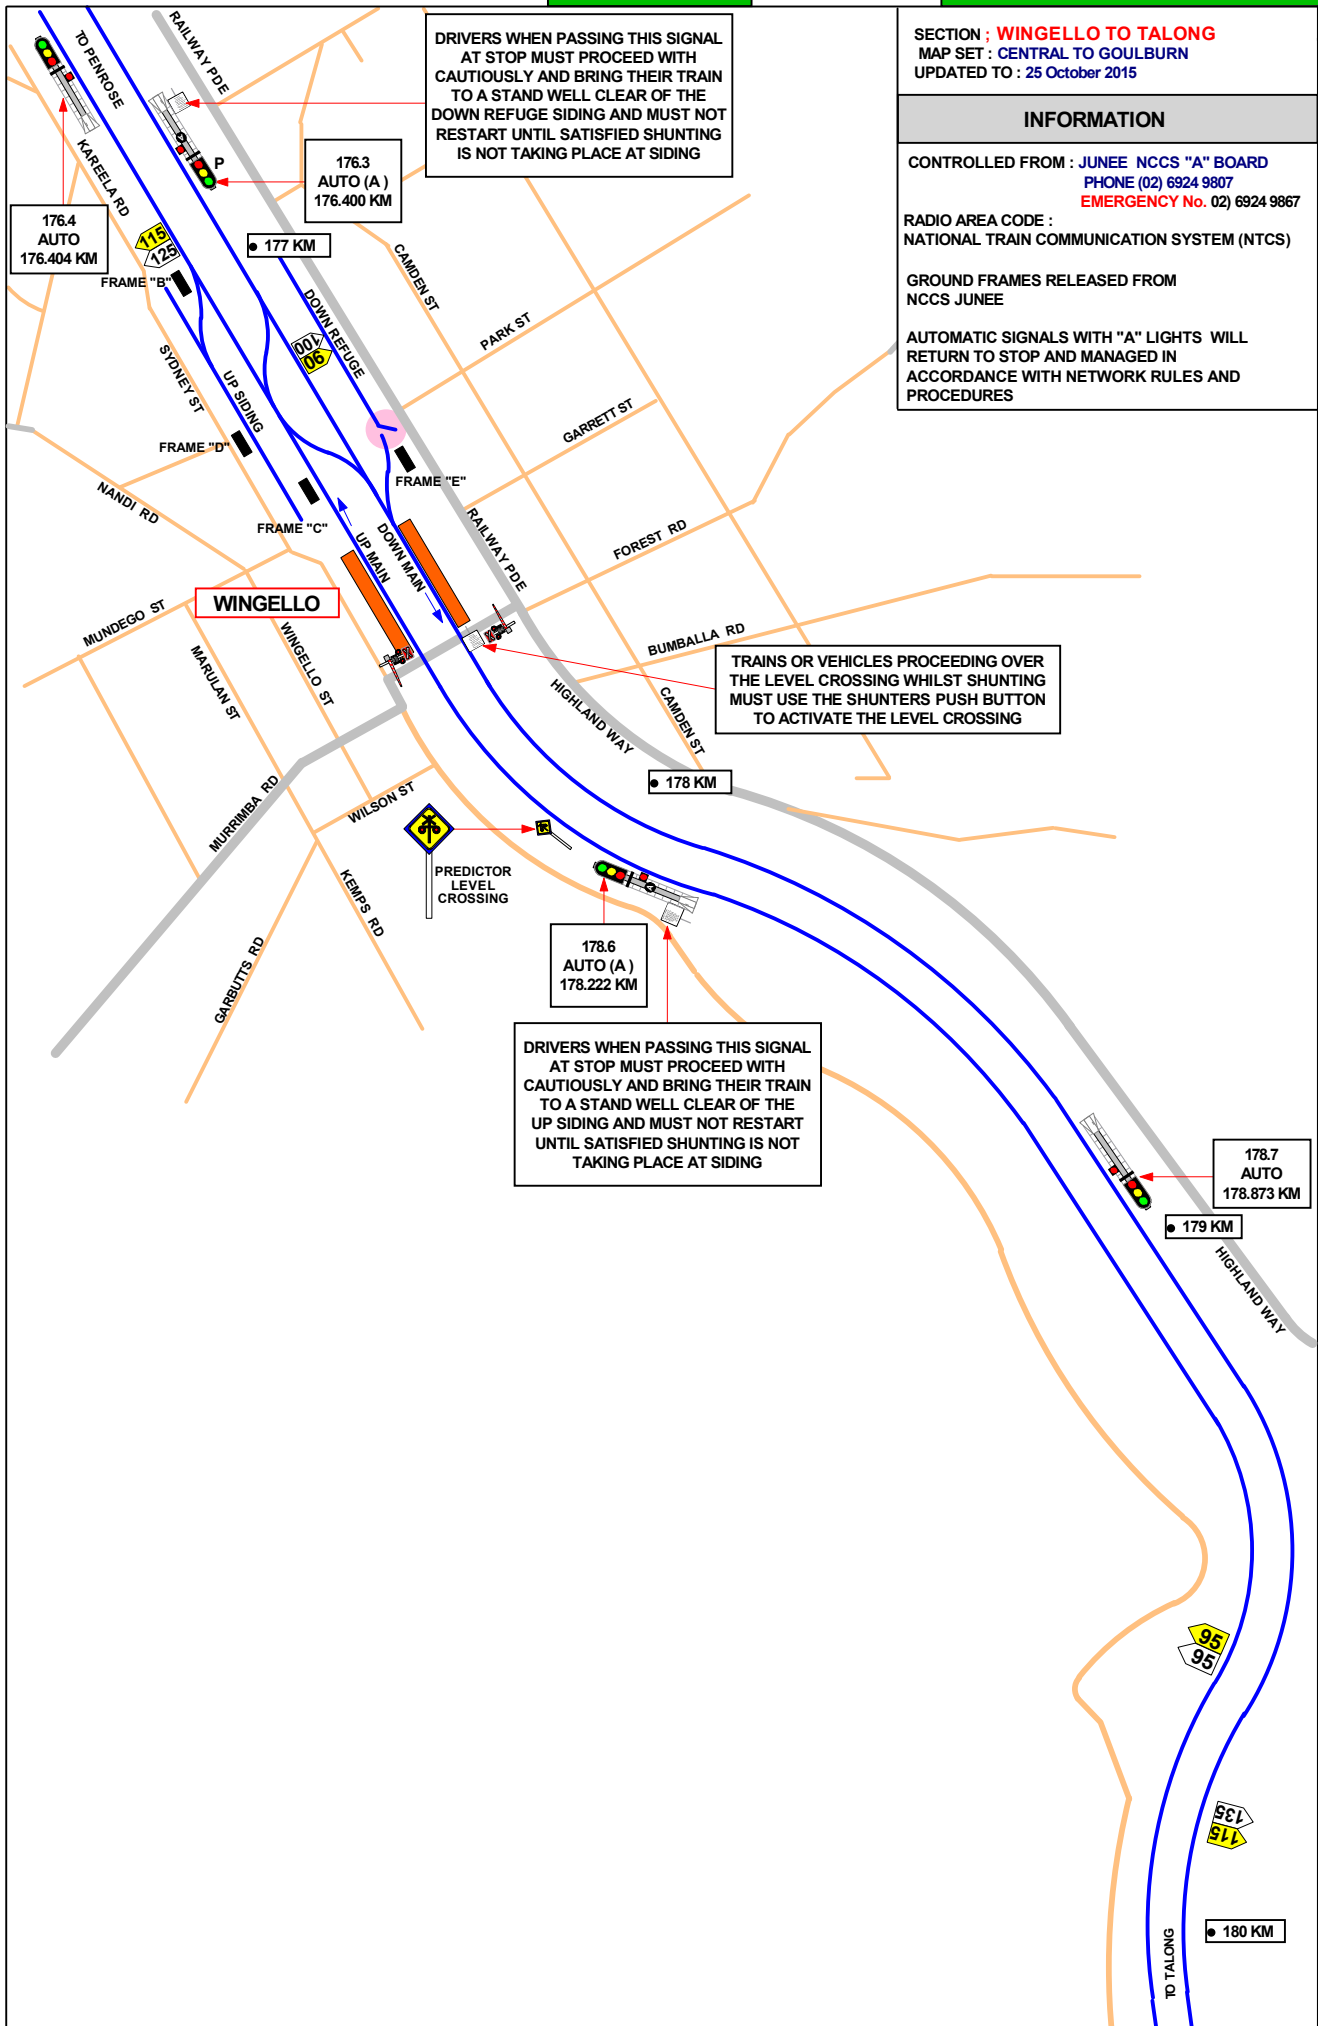 SECTION ; WINGELLO TO TALONG
MAP SET : CENTRAL TO GOULBURN
UPDATED TO : 25 October 2015
INFORMATION
CONTROLLED FROM : JUNEE NCCS "A" BOARD
PHONE (02) 6924 9807
EMERGENCY No. 02) 6924 9867
RADIO AREA CODE :
NATIONAL TRAIN COMMUNICATION SYSTEM (NTCS)
GROUND FRAMES RELEASED FROM
NCCS JUNEE
AUTOMATIC SIGNALS WITH "A" LIGHTS WILL
RETURN TO STOP AND MANAGED IN
ACCORDANCE WITH NETWORK RULES AND
PROCEDURES
DRIVERS WHEN PASSING THIS SIGNAL
AT STOP MUST PROCEED WITH
CAUTIOUSLY AND BRING THEIR TRAIN
TO A STAND WELL CLEAR OF THE
DOWN REFUGE SIDING AND MUST NOT
RESTART UNTIL SATISFIED SHUNTING
IS NOT TAKING PLACE AT SIDING
TO PENROSE
RAILWAY PDE
KAREELA RD
P
176.3
AUTO (A )
176.400 KM
176.4
AUTO
176.404 KM
177 KM
115
125
FRAME "B"
CAMDEN ST
DOWN REFUGE
100
90
PARK ST
SYDNEY ST
UP SIDING
GARRETT ST
FRAME "D"
FRAME "E"
NANDI RD
FRAME "C"
UP MAIN
DOWN MAIN
RAILWAY PDE
FOREST RD
WINGELLO
MUNDEGO ST
WINGELLO ST
MARULAN ST
BUMBALLA RD
TRAINS OR VEHICLES PROCEEDING OVER
THE LEVEL CROSSING WHILST SHUNTING
MUST USE THE SHUNTERS PUSH BUTTON
TO ACTIVATE THE LEVEL CROSSING
HIGHLAND WAY
CAMDEN ST
178 KM
MURRIMBA RD
WILSON ST
PREDICTOR
LEVEL
CROSSING
KEMPS RD
GARBUTTS RD
178.6
AUTO (A )
178.222 KM
DRIVERS WHEN PASSING THIS SIGNAL
AT STOP MUST PROCEED WITH
CAUTIOUSLY AND BRING THEIR TRAIN
TO A STAND WELL CLEAR OF THE
UP SIDING AND MUST NOT RESTART
UNTIL SATISFIED SHUNTING IS NOT
TAKING PLACE AT SIDING
178.7
AUTO
178.873 KM
179 KM
HIGHLAND WAY
95
95
135
115
180 KM
TO TALONG